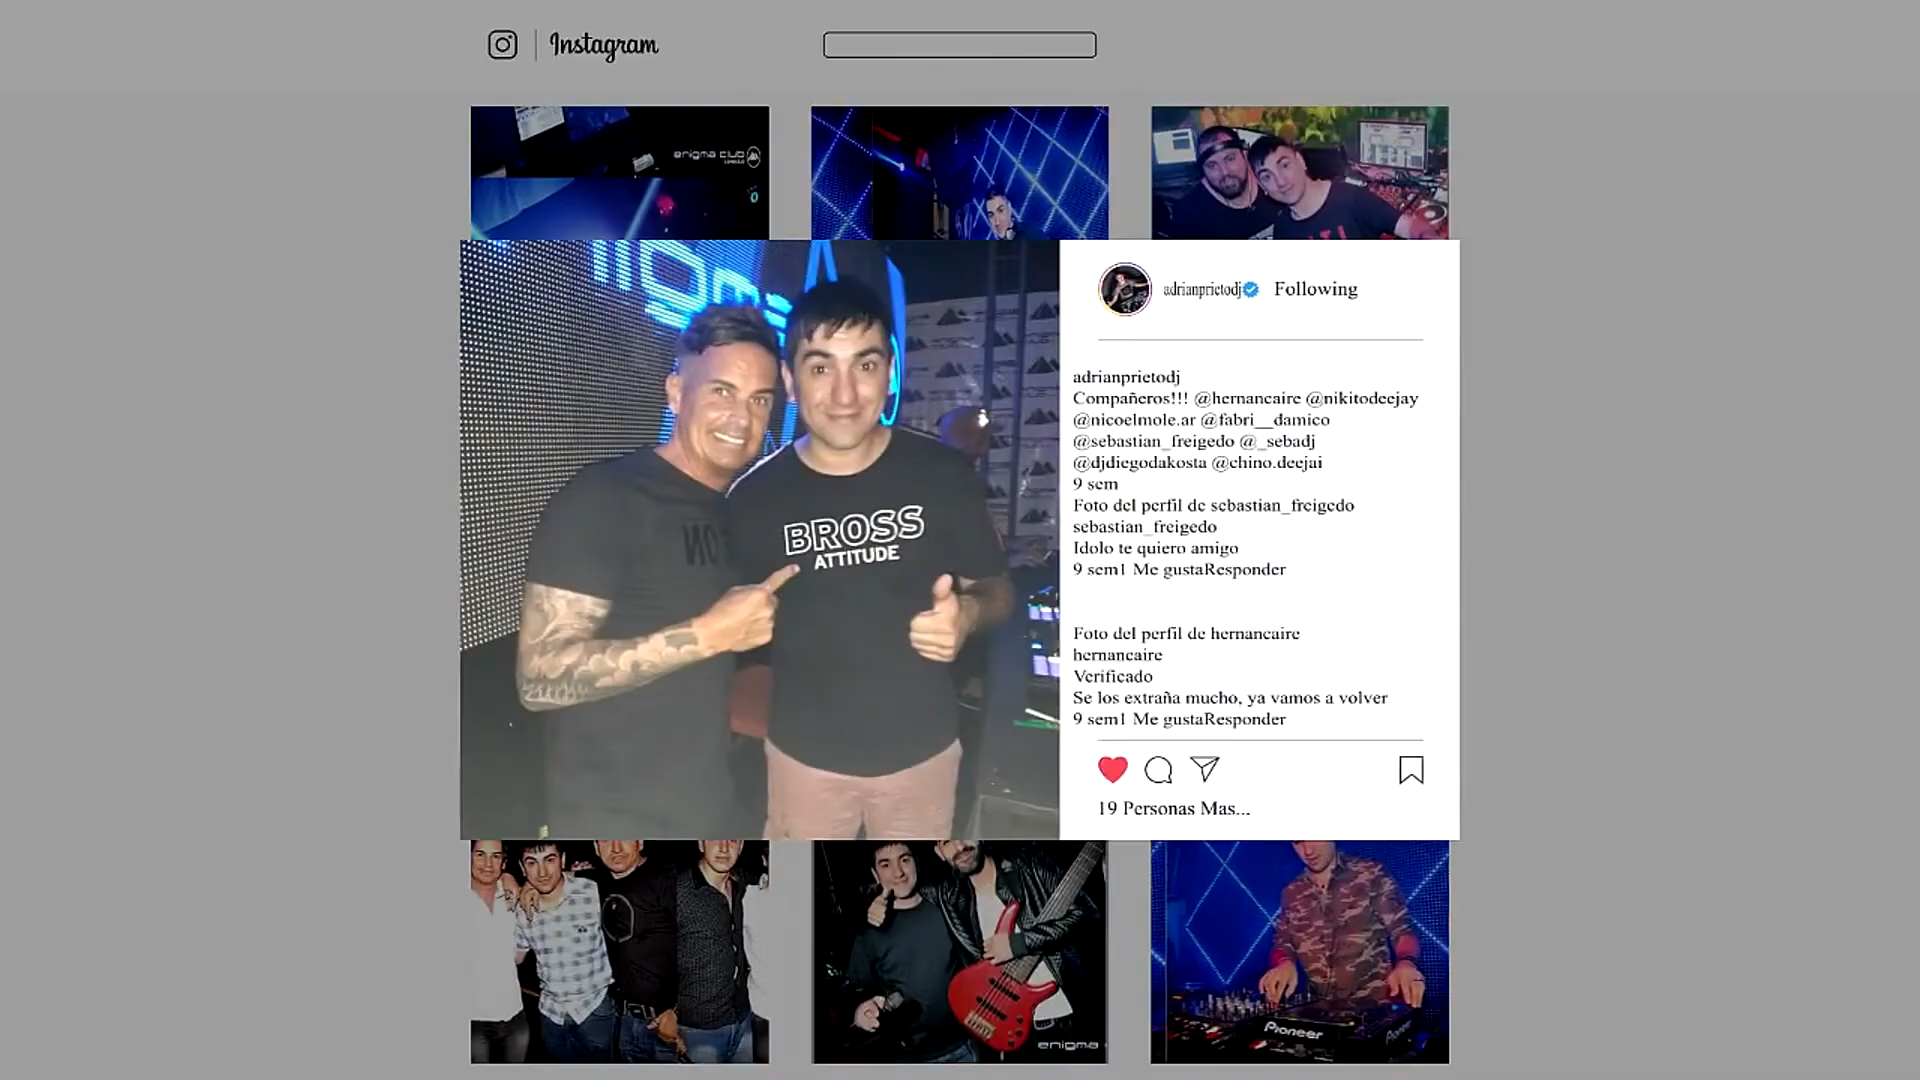 Instagram
enigma club
adrianprietodj Following
BROSS
ATTITUDE
adrianprietodj
Compañeros!!! @hernancaire @nikitodeejay
@nicoelmole.ar @fabri__damico
@sebastian_freigedo @_sebadj
@djdiegodakosta @chino.deejai
9 sem
Foto del perfil de sebastian_freigedo
sebastian_freigedo
Idolo te quiero amigo
9 sem1 Me gustaResponder
Foto del perfil de hernancaire
hernancaire
Verificado
Se los extraña mucho, ya vamos a volver
9 sem1 Me gustaResponder
19 Personas Mas...
enigma
Pioneer